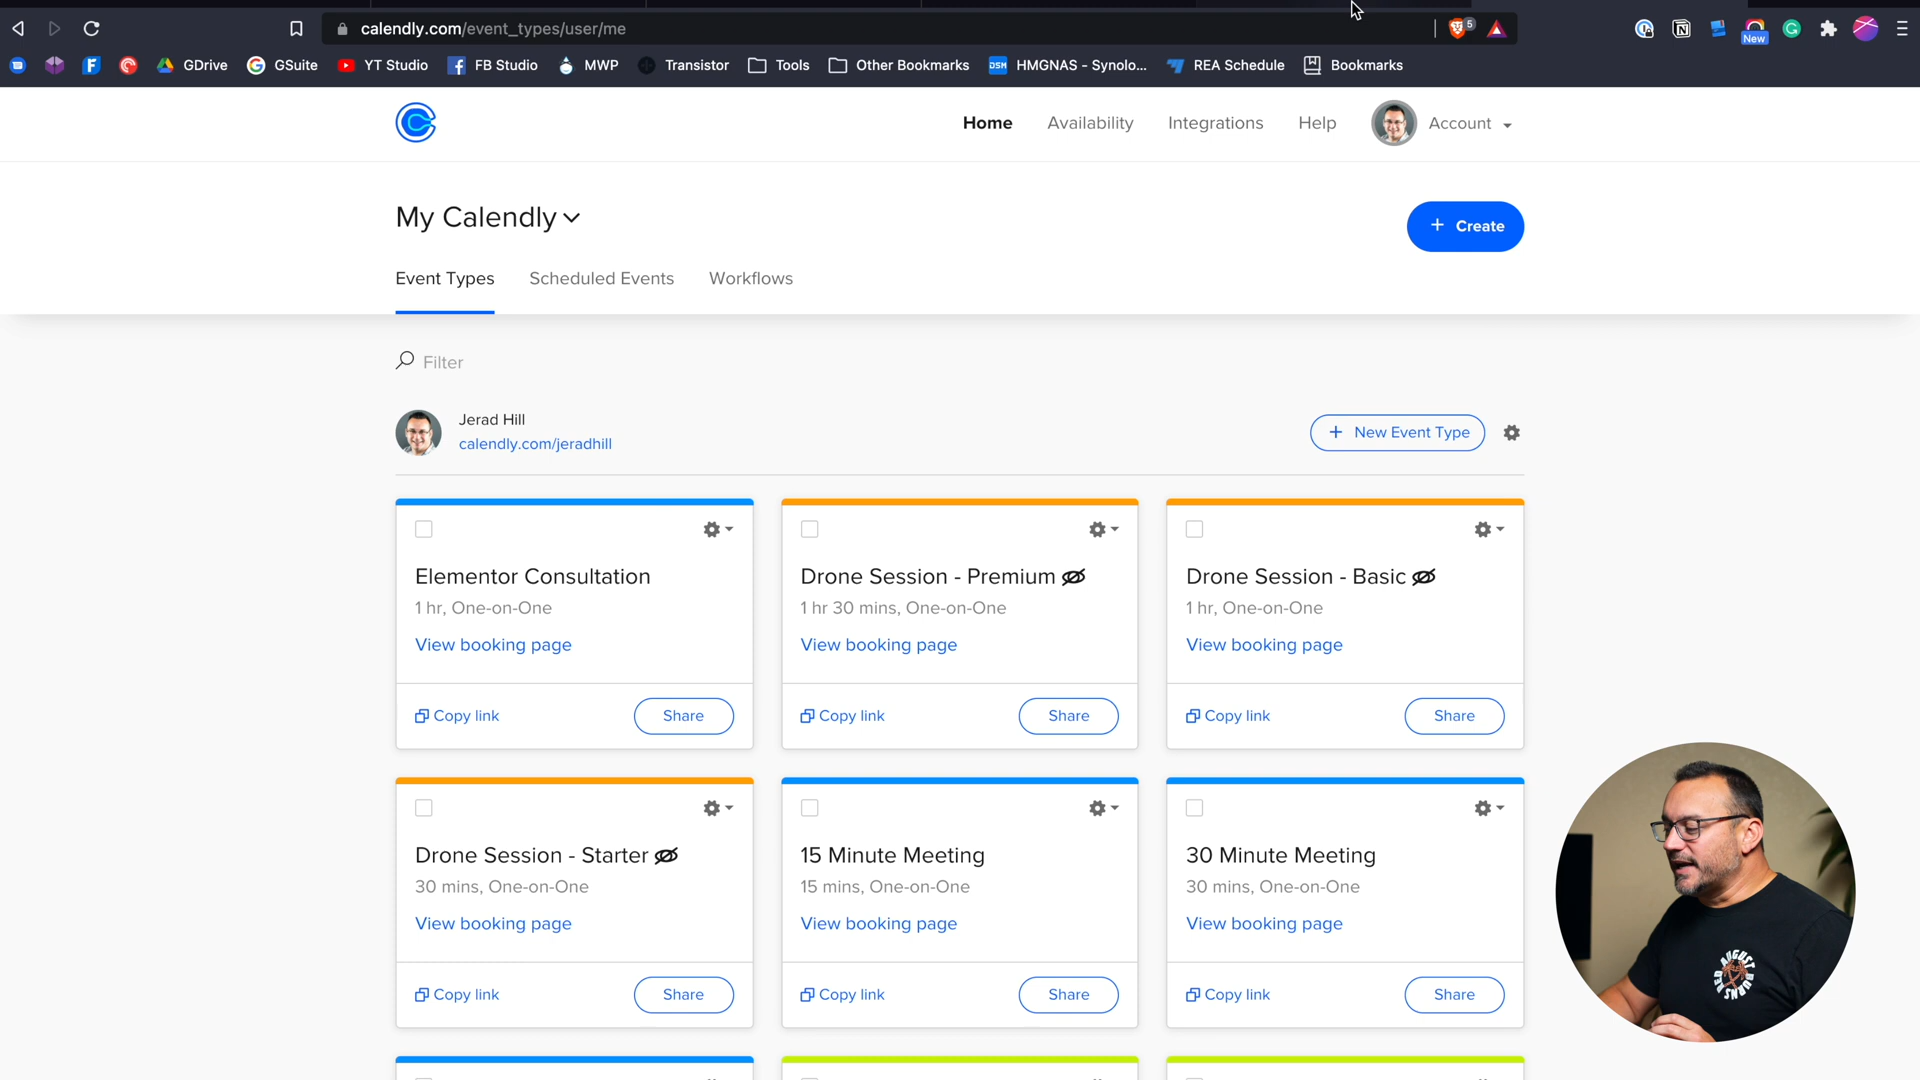 calendly.com/event_types/user/me
5
New
GDrive
GSuite
YT Studio
FB Studio
MWP
Transistor
Tools
Other Bookmarks
DSM
HMGNAS - Synolo...
REA Schedule
Bookmarks
Home
Availability
Integrations
Help
Account
My Calendly
+ Create
Event Types
Scheduled Events
Workflows
Filter
Jerad Hill
calendly.com/jeradhill
+ New Event Type
Elementor Consultation
1 hr, One-on-One
View booking page
Copy link
Share
Drone Session - Premium
1 hr 30 mins, One-on-One
View booking page
Copy link
Share
Drone Session - Basic
1 hr, One-on-One
View booking page
Copy link
Share
Drone Session - Starter
30 mins, One-on-One
View booking page
Copy link
Share
15 Minute Meeting
15 mins, One-on-One
View booking page
Copy link
Share
30 Minute Meeting
30 mins, One-on-One
View booking page
Copy link
Share
AUGUST
BURNS
RED